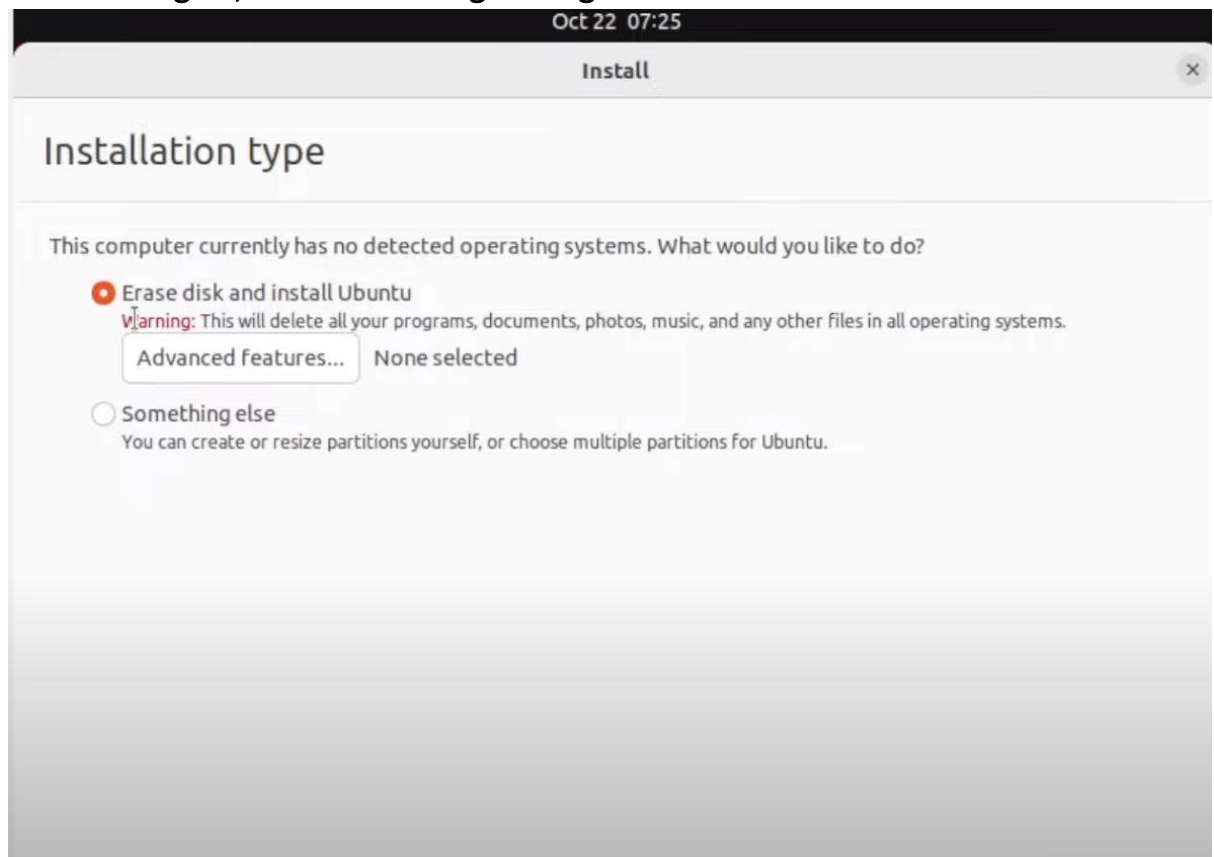 Oct 22 07:25
Install
Installation type
This computer currently has no detected operating systems. What would you like to do?
Erase disk and install Ubuntu
Warning: This will delete all your programs, documents, photos, music, and any other files in all operating systems.
Advanced features... None selected
Something else
You can create or resize partitions yourself, or choose multiple partitions for Ubuntu.